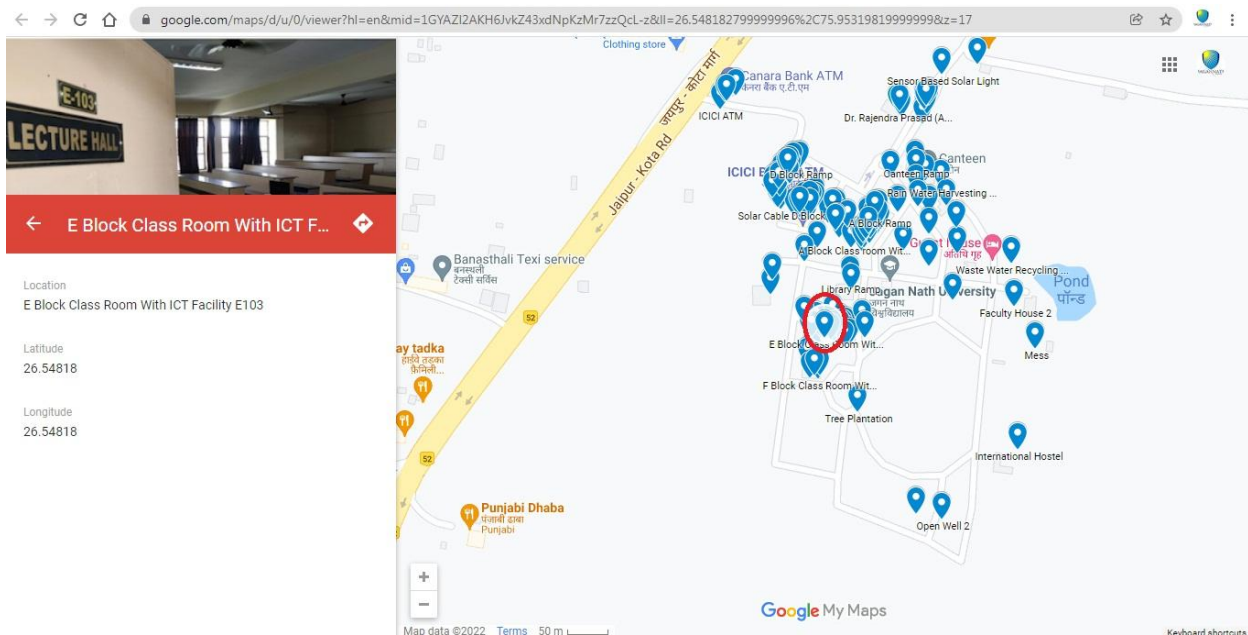 google.com/maps/d/u/0/viewer?hl=en&mid=1GYAZI2AKH6JvkZ43xdNpKzMr7zzQcL-z&ll=26.548182799999996%2C75.95319819999999&z=17
E-103
LECTURE HALL
E Block Class Room With ICT F...
Location
E Block Class Room With ICT Facility E103
Latitude
26.54818
Longitude
26.54818
Clothing store
जयपुर - कोटा मार्ग
Jaipur - Kota Rd
Canara Bank ATM
केनरा बैंक ए.टी.एम
ICICI ATM
Sensor Based Solar Light
Dr. Rajendra Prasad (A...
Canteen
Canteen Ramp
D Block Ramp
Rain Water Harvesting ...
Solar Cable D Block
A Block Ramp
A Block Class room Wit...
अतिथि गृह
Waste Water Recycling ...
Banasthali Texi service
बनस्थली
टेक्सी सर्विस
Library Ramp
Jagan Nath University
जगन नाथ
विश्वविद्यालय
Pond
पॉन्ड
Faculty House 2
52
E Block Class Room Wit...
Mess
ay tadka
हाईवे तड़का
फ़ैमिली...
F Block Class Room Wit...
Tree Plantation
International Hostel
52
Punjabi Dhaba
पंजाबी ढाबा
Punjabi
Open Well 2
+
−
Google My Maps
Map data ©2022 Terms 50 m
Keyboard shortcuts